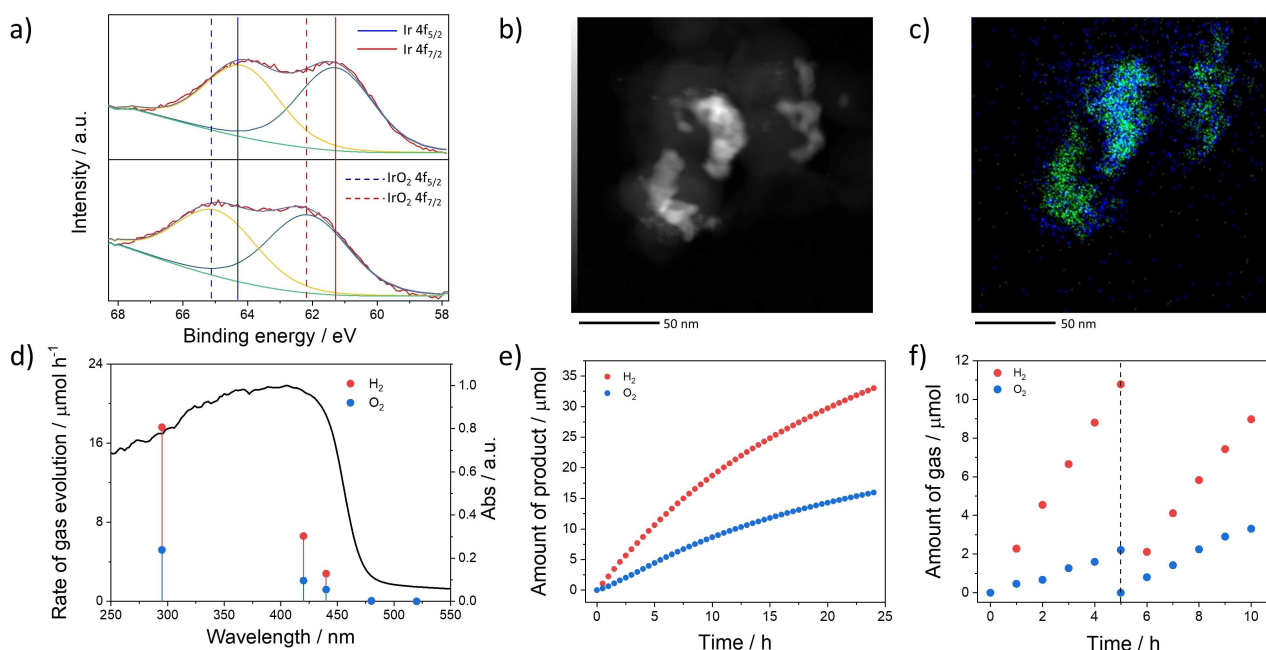 a)
Intensity / a.u.
Ir 4f5/2
Ir 4f7/2
IrO2 4f5/2
IrO2 4f7/2
68 66 64 62 60 58
Binding energy / eV
b)
50 nm
c)
50 nm
d)
Rate of gas evolution / μmol h-1
24
16
8
0
H2
O2
1.0
0.8
0.6
0.4
0.2
0.0
Abs / a.u.
250 300 350 400 450 500 550
Wavelength / nm
e)
Amount of product / μmol
35
30
25
20
15
10
5
0
H2
O2
0 5 10 15 20 25
Time / h
f)
Amount of gas / μmol
12
10
8
6
4
2
0
H2
O2
0 2 4 6 8 10
Time / h